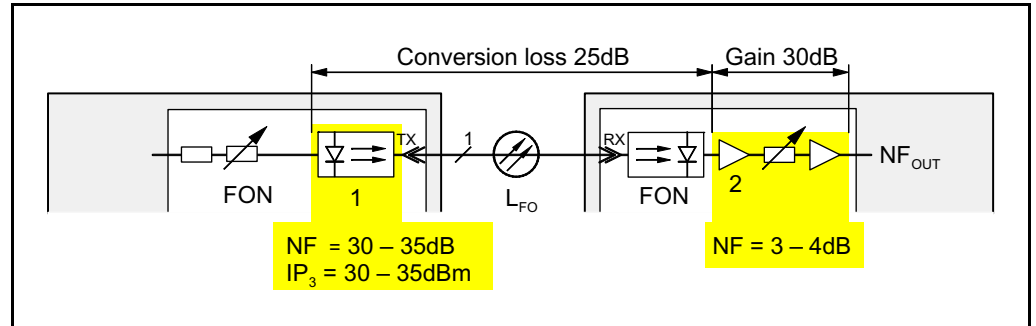 Conversion loss 25dB Gain 30dB
TX 1 RX
FON 1 L_FO FON 2 NF_OUT
NF = 30 – 35dB
IP_3 = 30 – 35dBm
NF = 3 – 4dB